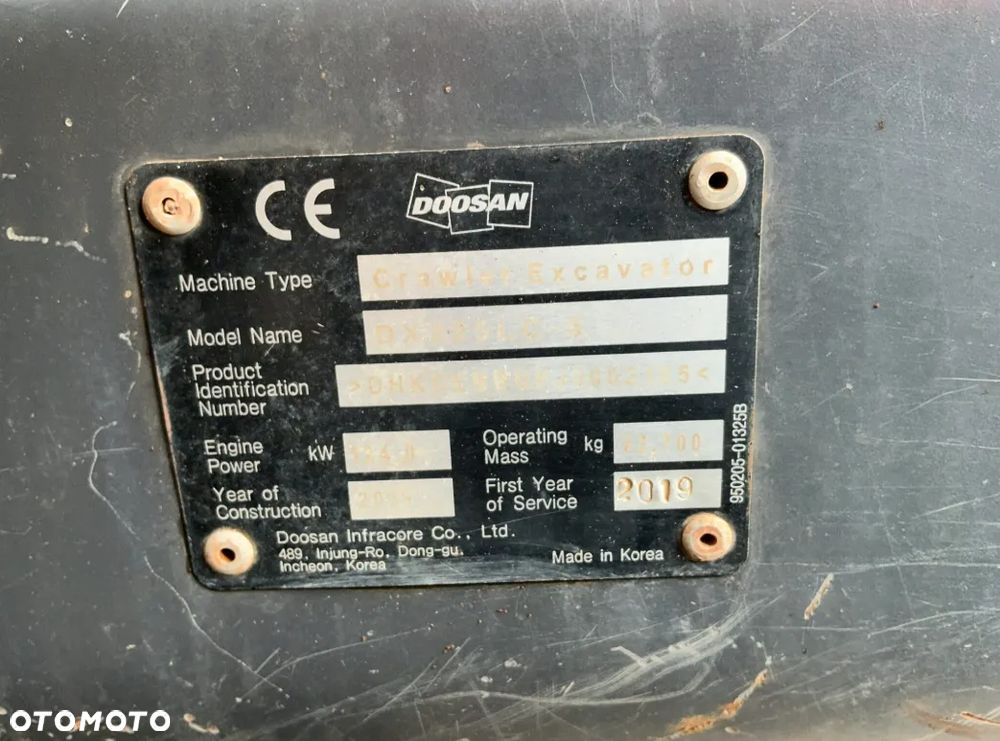 CE
DOOSAN
Machine Type Crawler Excavator
Model Name
Product
Identification
Number
Engine
Power kW
Operating
Mass kg
Year of
Construction
First Year
of Service 2019
Doosan Infracore Co., Ltd.
489, Injung-Ro, Dong-gu,
Incheon, Korea
Made in Korea
950205-01325B
OTOMOTO